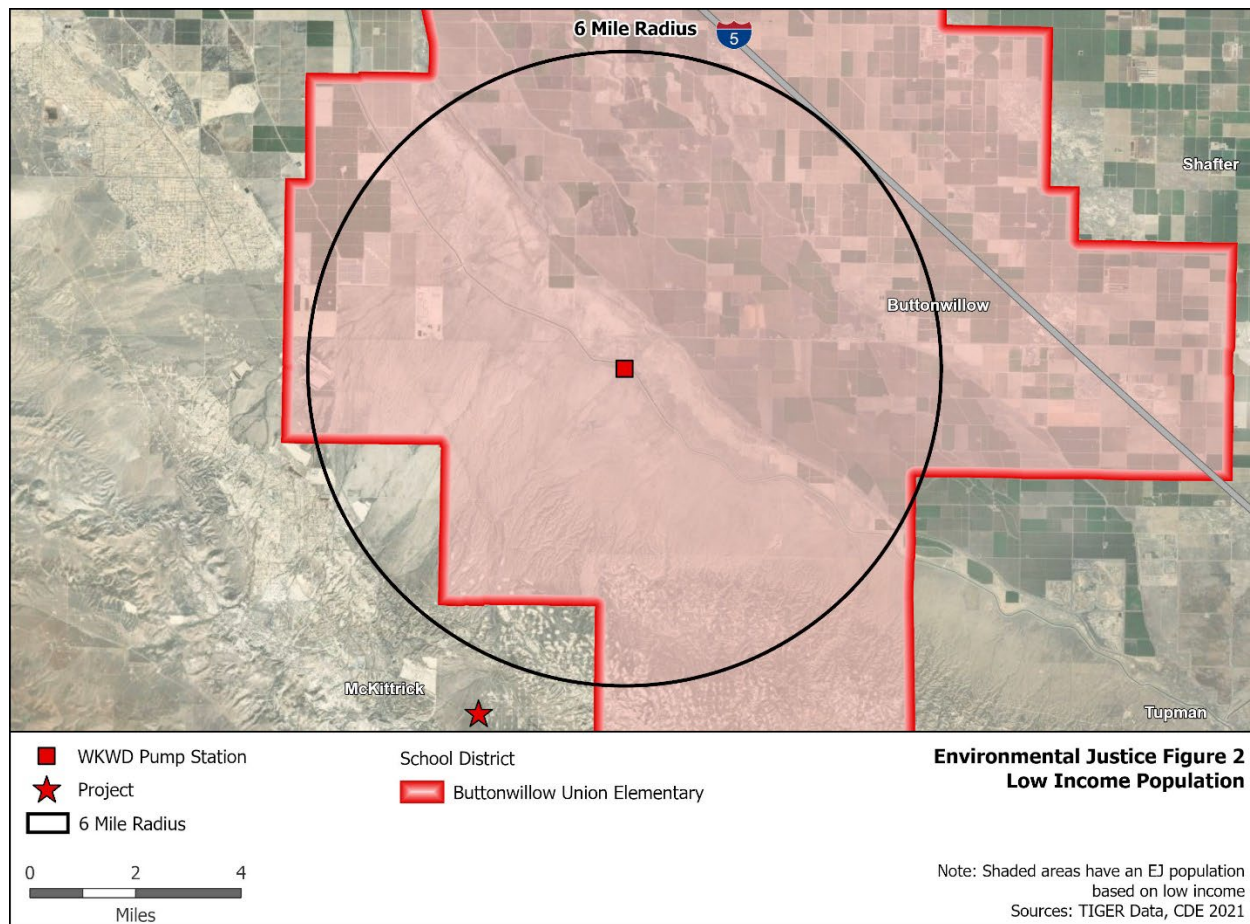 6 Mile Radius
5
Shafter
Buttonwillow
McKittrick
Tupman
WKWD Pump Station
Project
6 Mile Radius
0 2 4
Miles
School District
Buttonwillow Union Elementary
Environmental Justice Figure 2
Low Income Population
Note: Shaded areas have an EJ population
based on low income
Sources: TIGER Data, CDE 2021